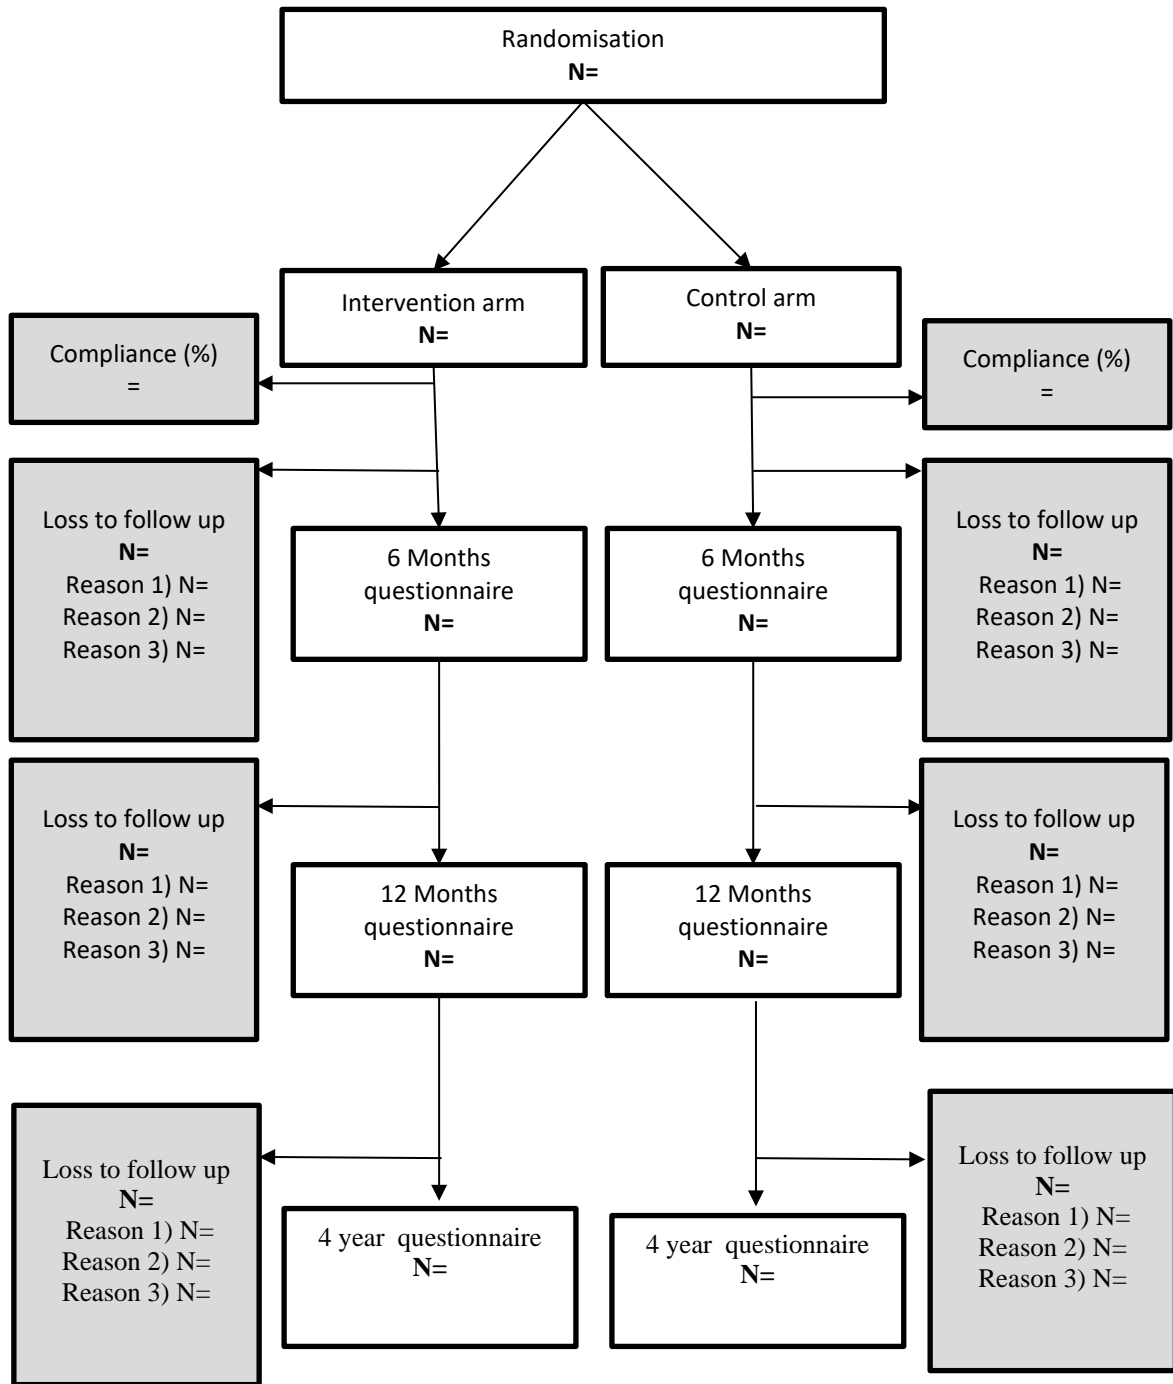 Randomisation
N=
Intervention arm
N=
Control arm
N=
Compliance (%)
=
Compliance (%)
=
Loss to follow up
N=
Reason 1) N=
Reason 2) N=
Reason 3) N=
6 Months
questionnaire
N=
6 Months
questionnaire
N=
Loss to follow up
N=
Reason 1) N=
Reason 2) N=
Reason 3) N=
Loss to follow up
N=
Reason 1) N=
Reason 2) N=
Reason 3) N=
12 Months
questionnaire
N=
12 Months
questionnaire
N=
Loss to follow up
N=
Reason 1) N=
Reason 2) N=
Reason 3) N=
Loss to follow up
N=
Reason 1) N=
Reason 2) N=
Reason 3) N=
4 year  questionnaire
N=
4 year  questionnaire
N=
Loss to follow up
N=
Reason 1) N=
Reason 2) N=
Reason 3) N=